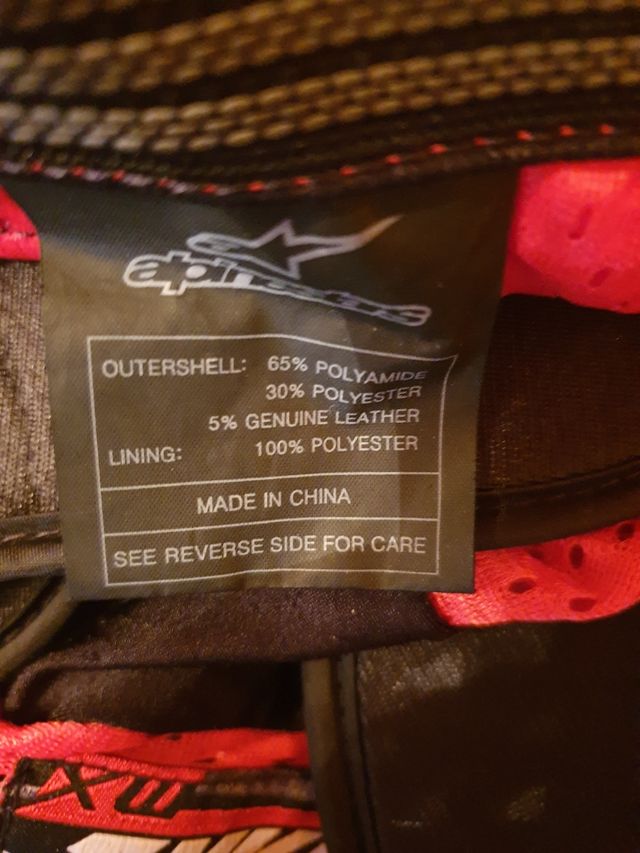 alpinestars
OUTERSHELL: 65% POLYAMIDE
30% POLYESTER
5% GENUINE LEATHER
LINING: 100% POLYESTER
MADE IN CHINA
SEE REVERSE SIDE FOR CARE
MX